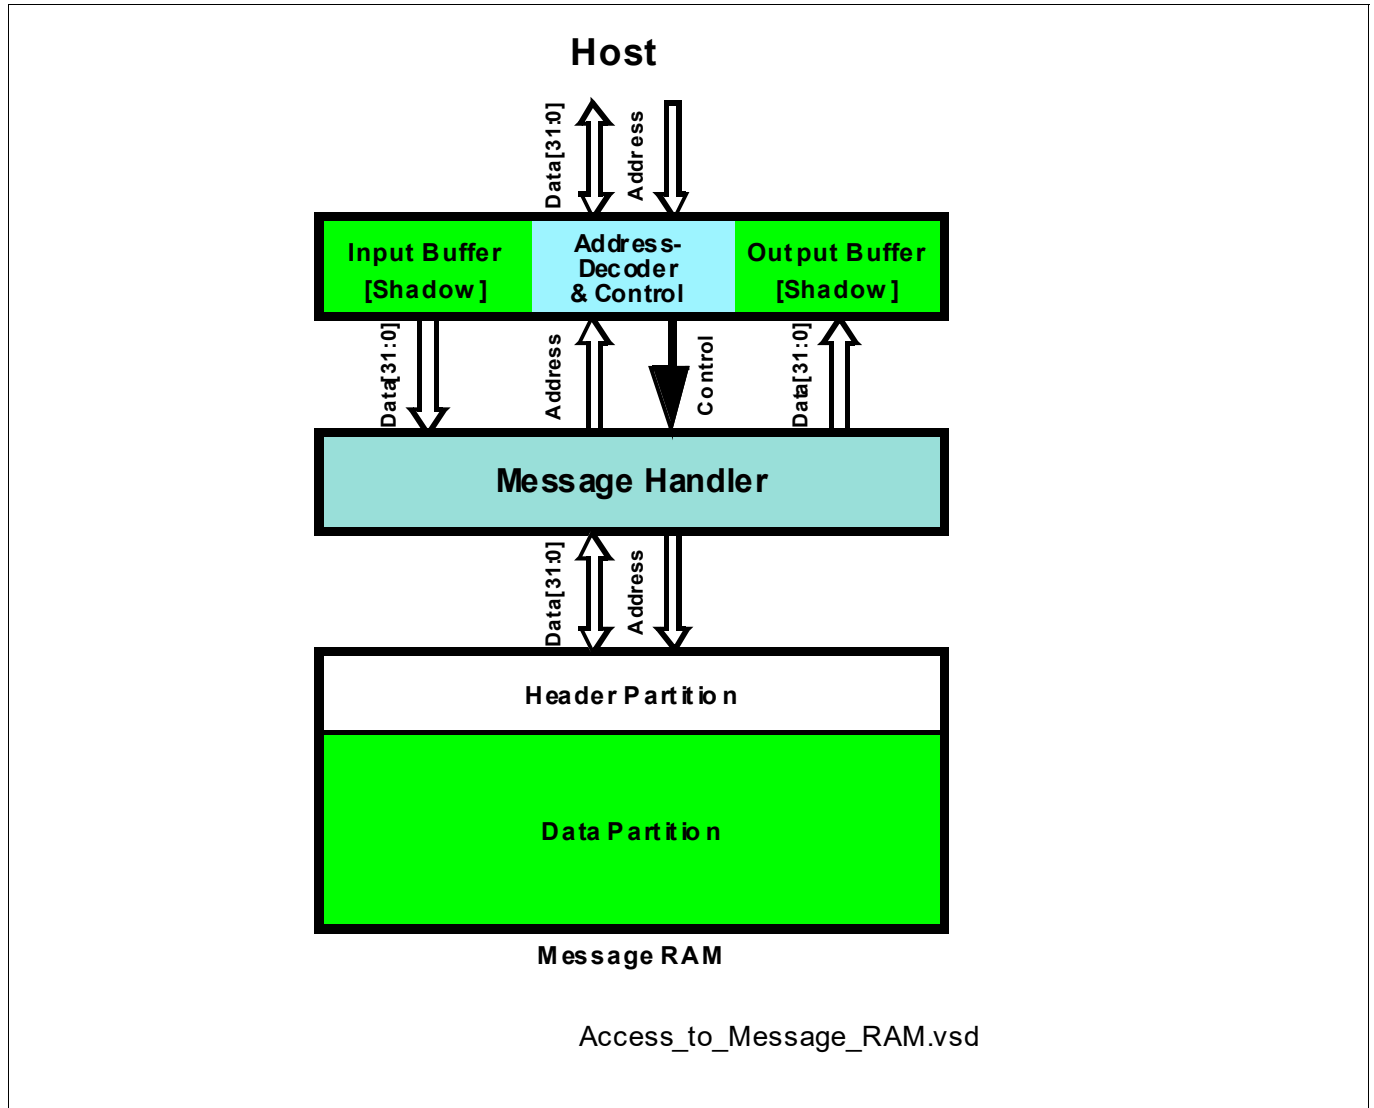 Host
Data[31:0]
Address
Input Buffer
[Shadow]
Address-
Decoder
& Control
Output Buffer
[Shadow]
Data[31:0]
Address
Control
Data[31:0]
Message Handler
Data[31:0]
Address
Header Partition
Data Partition
Message RAM
Access_to_Message_RAM.vsd